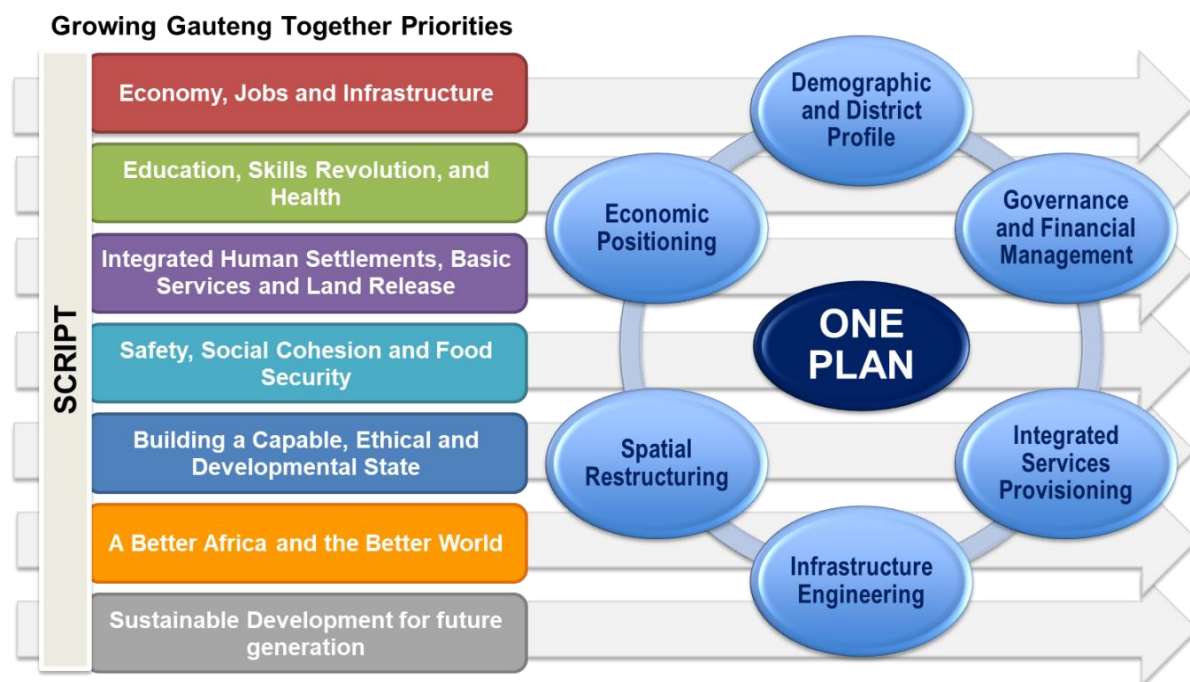 Growing Gauteng Together Priorities
SCRIPT
Economy, Jobs and Infrastructure
Education, Skills Revolution, and
Health
Integrated Human Settlements, Basic
Services and Land Release
Safety, Social Cohesion and Food
Security
Building a Capable, Ethical and
Developmental State
A Better Africa and the Better World
Sustainable Development for future
generation
Demographic
and District
Profile
Governance
and Financial
Management
Integrated
Services
Provisioning
Infrastructure
Engineering
Spatial
Restructuring
Economic
Positioning
ONE
PLAN